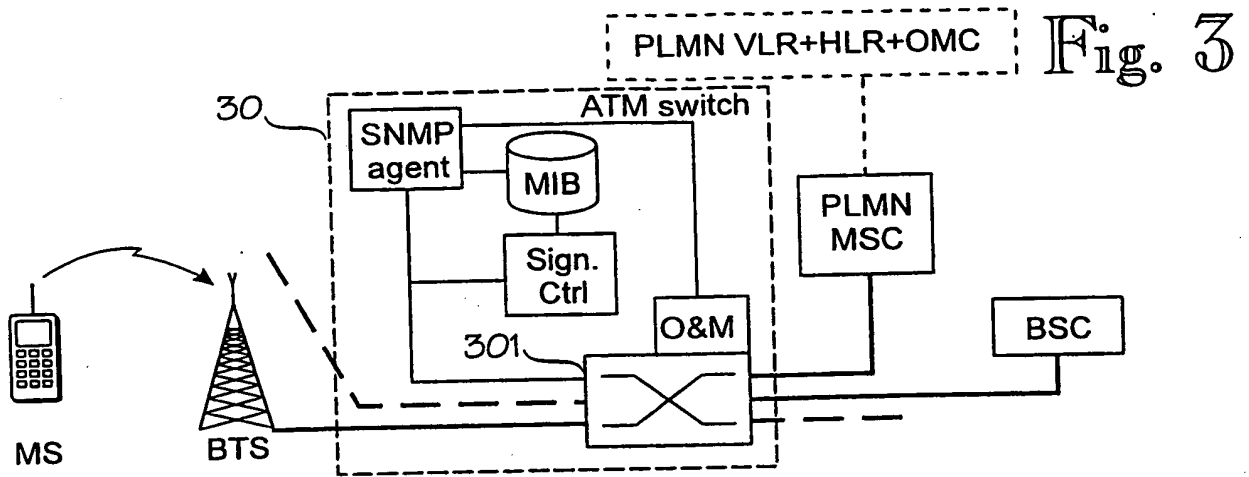 PLMN VLR+HLR+OMC
Fig. 3
30
ATM switch
SNMP
agent
MIB
PLMN
MSC
Sign.
Ctrl
O&M
BSC
301
MS
BTS